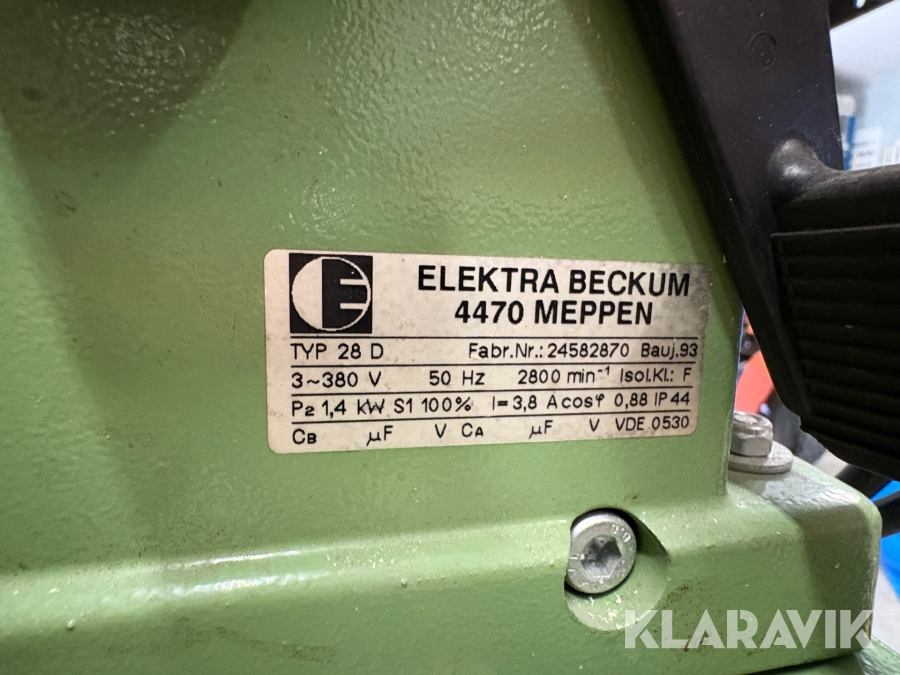 ELEKTRA BECKUM
4470 MEPPEN
TYP 28 D Fabr.Nr.: 24582870 Bauj.93
3~380 V 50 Hz 2800 min⁻¹ Isol.Kl.: F
P2 1,4 kW S1 100% I=3,8 A cosφ 0,88 IP44
CB µF V CA µF V VDE 0530
KLARAVIK